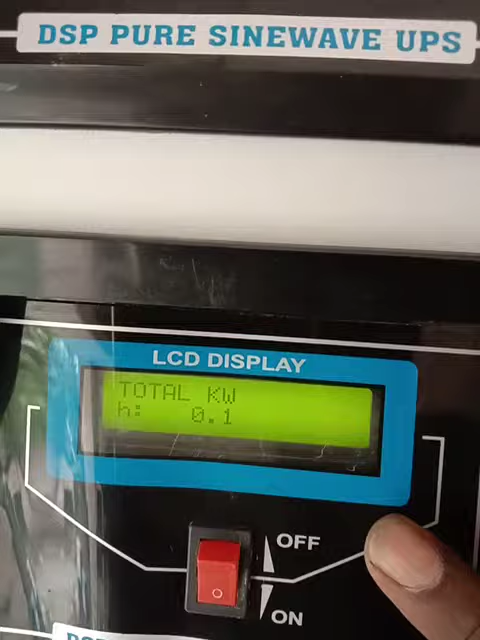 DSP PURE SINEWAVE UPS
LCD DISPLAY
TOTAL KW
h: 0.1
OFF
ON